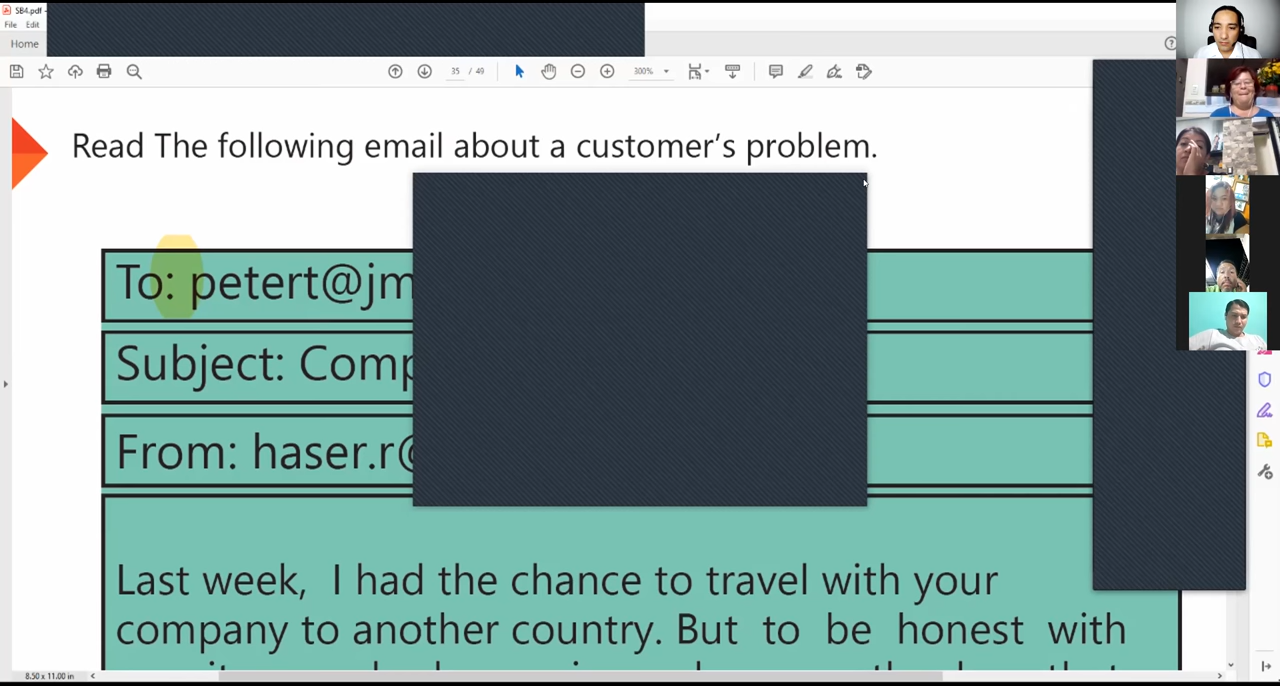 SB4.pdf -
File Edit
Home
35 / 49
300%
Read The following email about a customer's problem.
To: petert@jm
Subject: Comp
From: haser.r@
Last week, I had the chance to travel with your
company to another country. But to be honest with
8.50 x 11.00 in